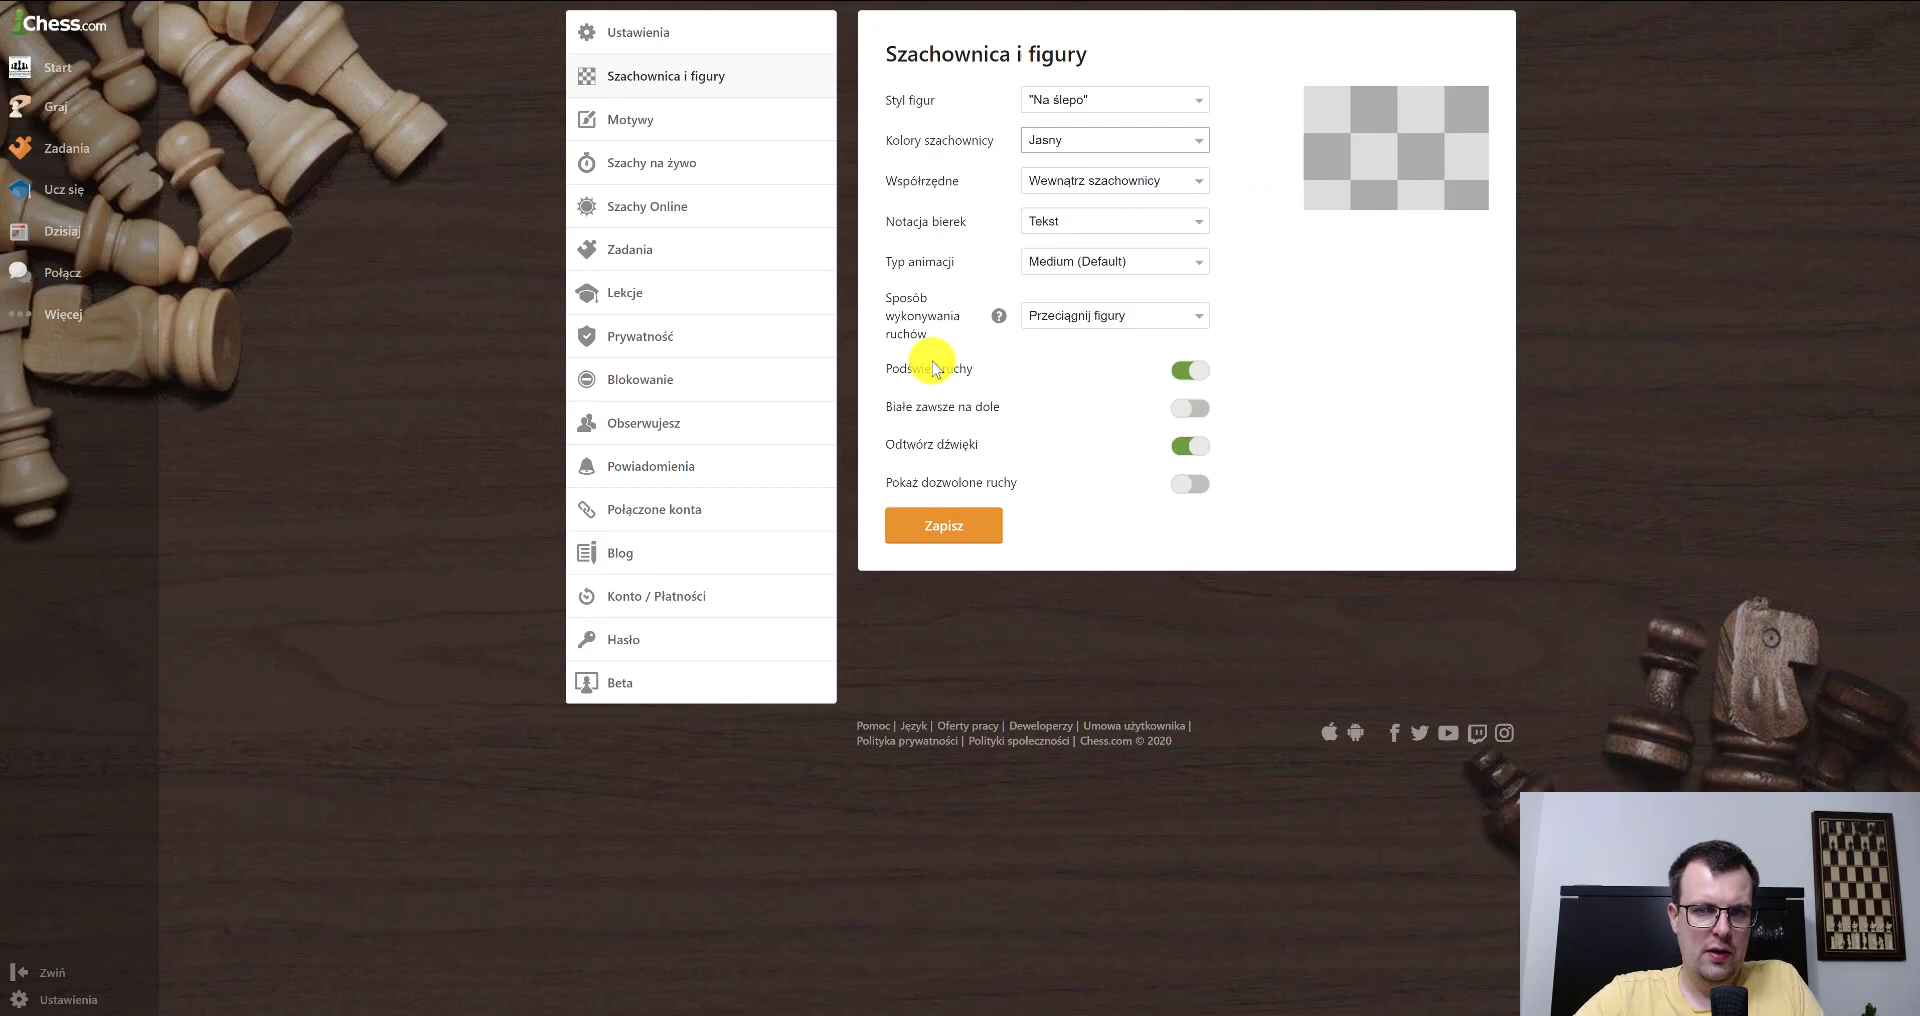 Chess.com
Start
Graj
Zadania
Ucz się
Dzisiaj
Połącz
Więcej
Zwiń
Ustawienia
Ustawienia
Szachownica i figury
Motywy
Szachy na żywo
Szachy Online
Zadania
Lekcje
Prywatność
Blokowanie
Obserwujesz
Powiadomienia
Połączone konta
Blog
Konto / Płatności
Hasło
Beta
Szachownica i figury
Styl figur
"Na ślepo"
Kolory szachownicy
Jasny
Współrzędne
Wewnątrz szachownicy
Notacja bierek
Tekst
Typ animacji
Medium (Default)
Sposób
wykonywania
ruchów
?
Przeciągnij figury
Podświetl ruchy
Białe zawsze na dole
Odtwórz dźwięki
Pokaż dozwolone ruchy
Zapisz
Pomoc | Język | Oferty pracy | Deweloperzy | Umowa użytkownika |
Polityka prywatności | Polityki społeczności | Chess.com © 2020